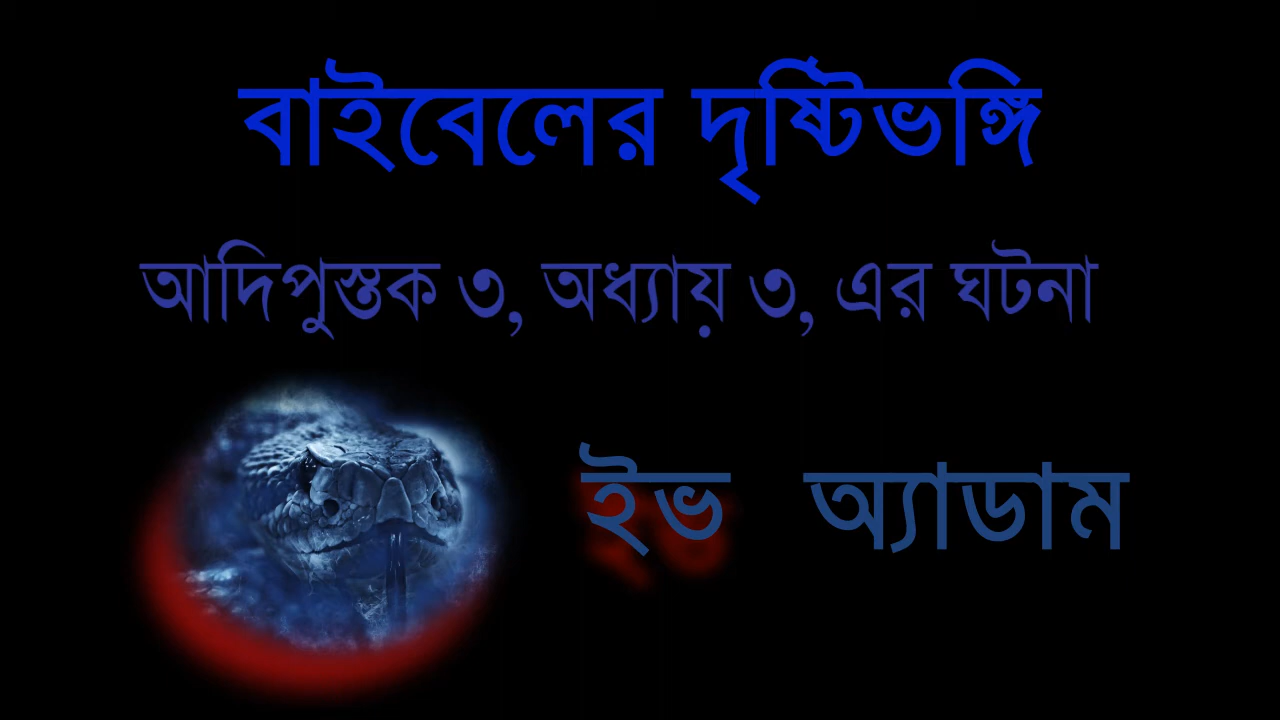 বাইবেলের দৃষ্টিভঙ্গি
আদিপুস্তক ৩, অধ্যায় ৩, এর ঘটনা
ইভ অ্যাডাম